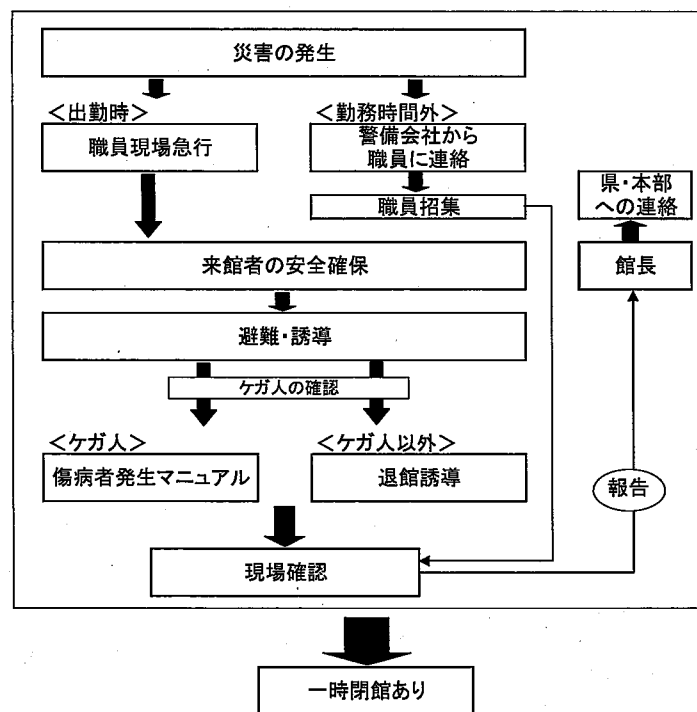 災害の発生
＜出勤時＞
職員現場急行
＜勤務時間外＞
警備会社から
職員に連絡
職員招集
県・本部
への連絡
館長
来館者の安全確保
避難・誘導
ケガ人の確認
＜ケガ人＞
傷病者発生マニュアル
＜ケガ人以外＞
退館誘導
報告
現場確認
一時閉館あり